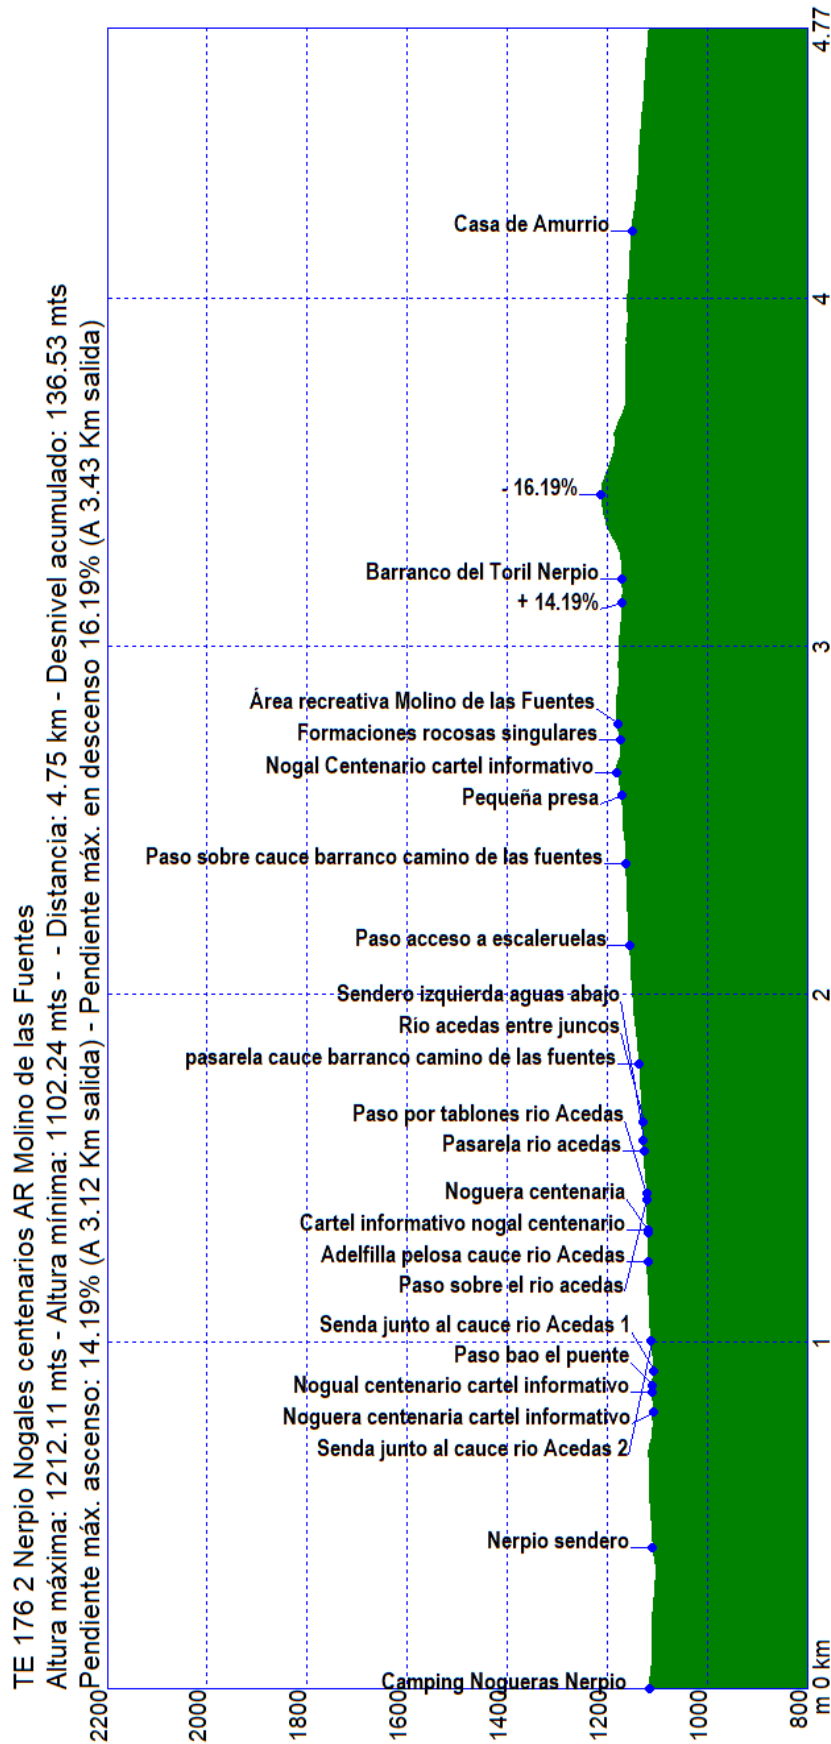 TE 176 2 Nerpio Nogales centenarios AR Molino de las Fuentes
Altura máxima: 1212.11 mts - Altura mínima: 1102.24 mts - - Distancia: 4.75 km - Desnivel acumulado: 136.53 mts
Pendiente máx. ascenso: 14.19% (A 3.12 Km salida) - Pendiente máx. en descenso 16.19% (A 3.43 Km salida)
2200
2000
1800
1600
1400
1200
1000
800
Casa de Amurrio
- 16.19%
Barranco del Toril Nerpio
+ 14.19%
Área recreativa Molino de las Fuentes
Formaciones rocosas singulares
Nogal Centenario cartel informativo
Pequeña presa
Paso sobre cauce barranco camino de las fuentes
Paso acceso a escaleruelas
Sendero izquierda aguas abajo
Rio acedas entre juncos
pasarela cauce barranco camino de las fuentes
Paso por tablones rio Acedas
Pasarela rio acedas
Noguera centenaria
Cartel informativo nogal centenario
Adelfilla pelosa cauce rio Acedas
Paso sobre el rio acedas
Senda junto al cauce rio Acedas 1
Paso bao el puente
Nogual centenario cartel informativo
Noguera centenaria cartel informativo
Senda junto al cauce rio Acedas 2
Nerpio sendero
Camping Nogueras Nerpio
m 0 km
1
2
3
4
4.77